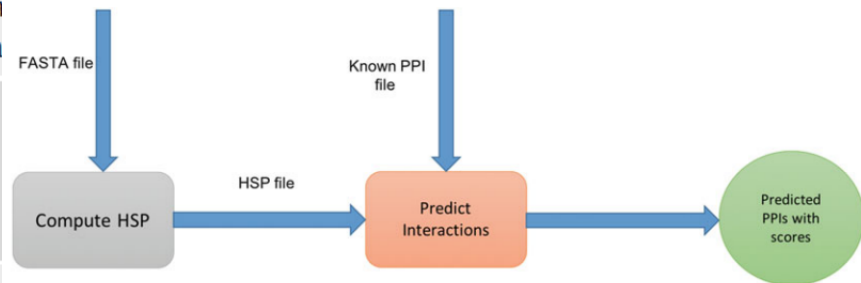 FASTA file
Known PPI
file
HSP file
Compute HSP
Predict
Interactions
Predicted
PPIs with
scores